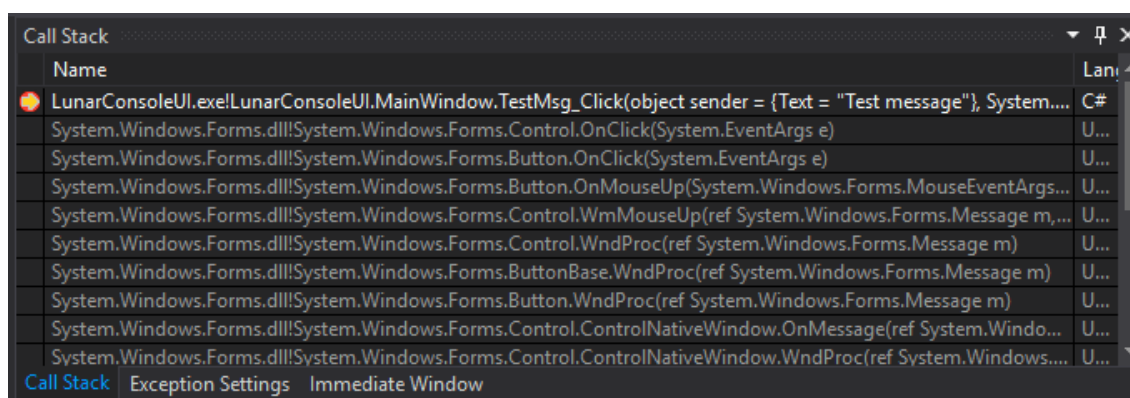 Call Stack
Name Lan
LunarConsoleUI.exe!LunarConsoleUI.MainWindow.TestMsg_Click(object sender = {Text = "Test message"}, System.... C#
System.Windows.Forms.dll!System.Windows.Forms.Control.OnClick(System.EventArgs e) U...
System.Windows.Forms.dll!System.Windows.Forms.Button.OnClick(System.EventArgs e) U...
System.Windows.Forms.dll!System.Windows.Forms.Button.OnMouseUp(System.Windows.Forms.MouseEventArgs... U...
System.Windows.Forms.dll!System.Windows.Forms.Control.WmMouseUp(ref System.Windows.Forms.Message m,... U...
System.Windows.Forms.dll!System.Windows.Forms.Control.WndProc(ref System.Windows.Forms.Message m) U...
System.Windows.Forms.dll!System.Windows.Forms.ButtonBase.WndProc(ref System.Windows.Forms.Message m) U...
System.Windows.Forms.dll!System.Windows.Forms.Button.WndProc(ref System.Windows.Forms.Message m) U...
System.Windows.Forms.dll!System.Windows.Forms.Control.ControlNativeWindow.OnMessage(ref System.Windo... U...
System.Windows.Forms.dll!System.Windows.Forms.Control.ControlNativeWindow.WndProc(ref System.Windows.... U...
Call Stack Exception Settings Immediate Window